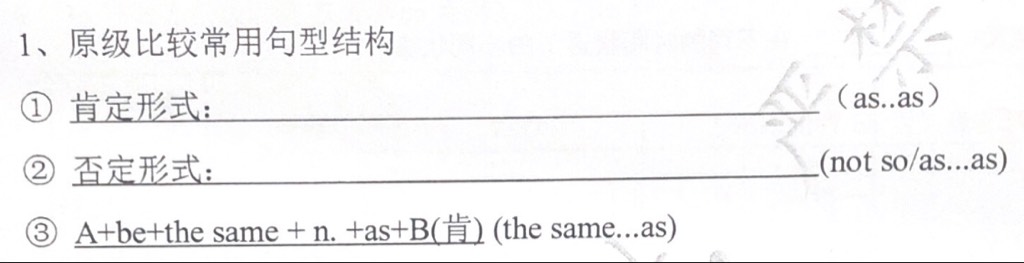 1、原级比较常用句型结构
① 肯定形式：（as..as）
② 否定形式：(not so/as...as)
③ A+be+the same + n. +as+B(肯) (the same...as)